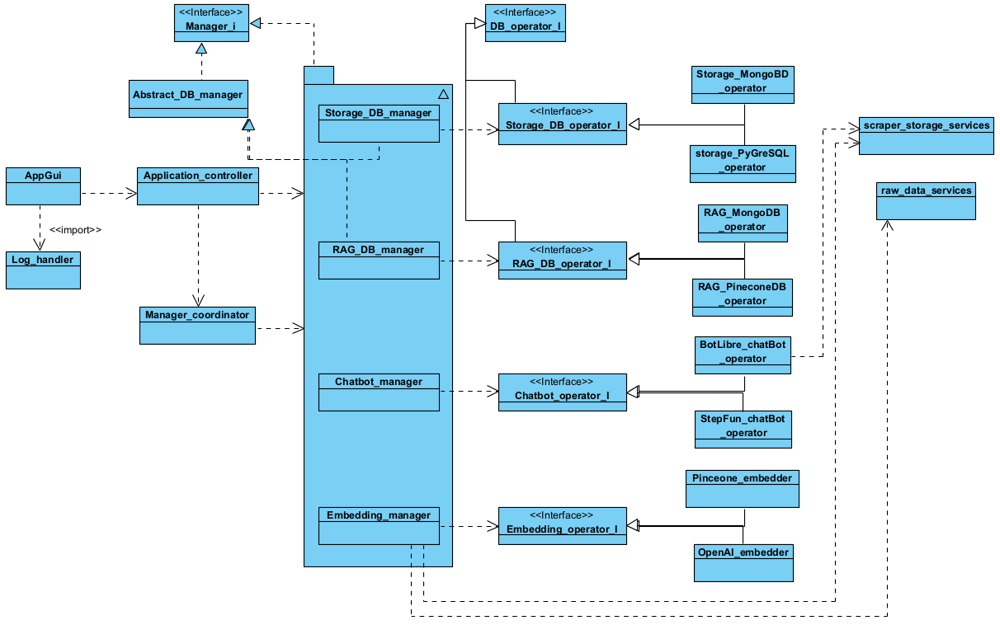 <<Interface>>
Manager_i
<<Interface>>
DB_operator_I
Abstract_DB_manager
Storage_DB_manager
<<Interface>>
Storage_DB_operator_I
Storage_MongoBD
_operator
storage_PyGreSQL
_operator
scraper_storage_services
raw_data_services
AppGui
Application_controller
<<import>>
Log_handler
Manager_coordinator
RAG_DB_manager
<<Interface>>
RAG_DB_operator_I
RAG_MongoDB
_operator
RAG_PineconeDB
_operator
Chatbot_manager
<<Interface>>
Chatbot_operator_I
BotLibre_chatBot
_operator
StepFun_chatBot
_operator
Embedding_manager
<<Interface>>
Embedding_operator_I
Pinceone_embedder
OpenAI_embedder